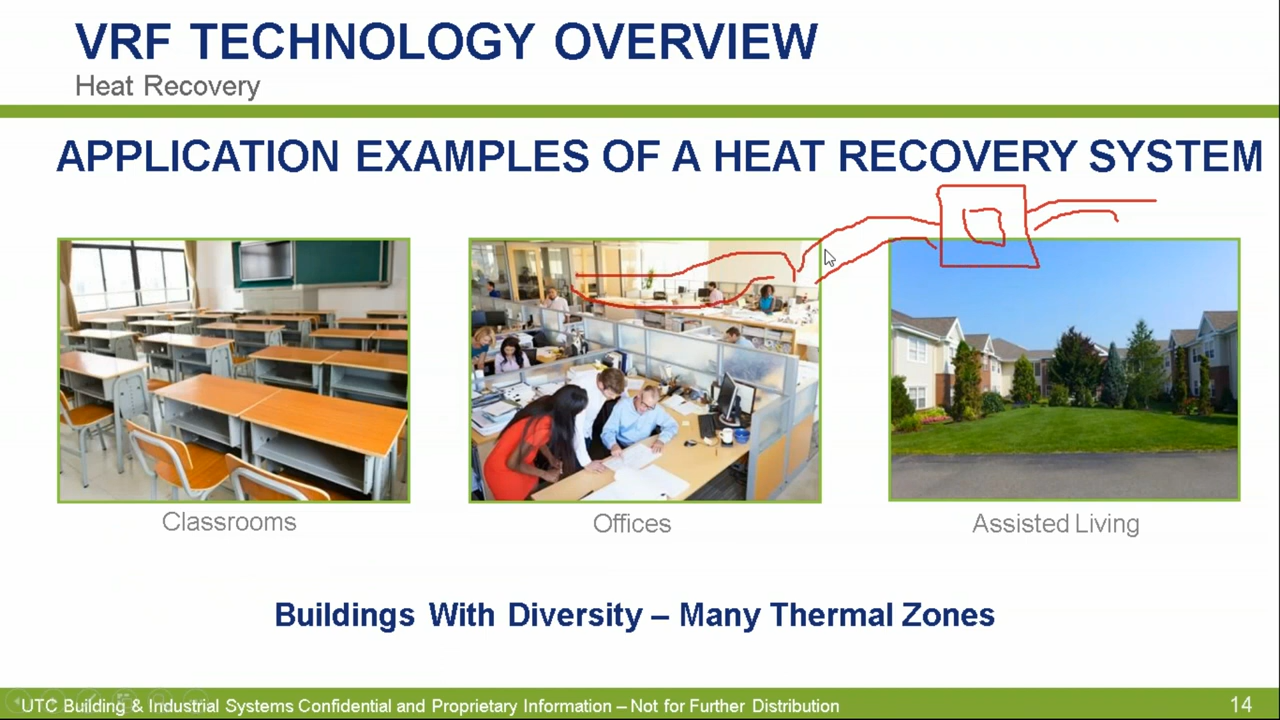 VRF TECHNOLOGY OVERVIEW
Heat Recovery
APPLICATION EXAMPLES OF A HEAT RECOVERY SYSTEM
Classrooms
Offices
Assisted Living
Buildings With Diversity – Many Thermal Zones
UTC Building & Industrial Systems Confidential and Proprietary Information – Not for Further Distribution
14